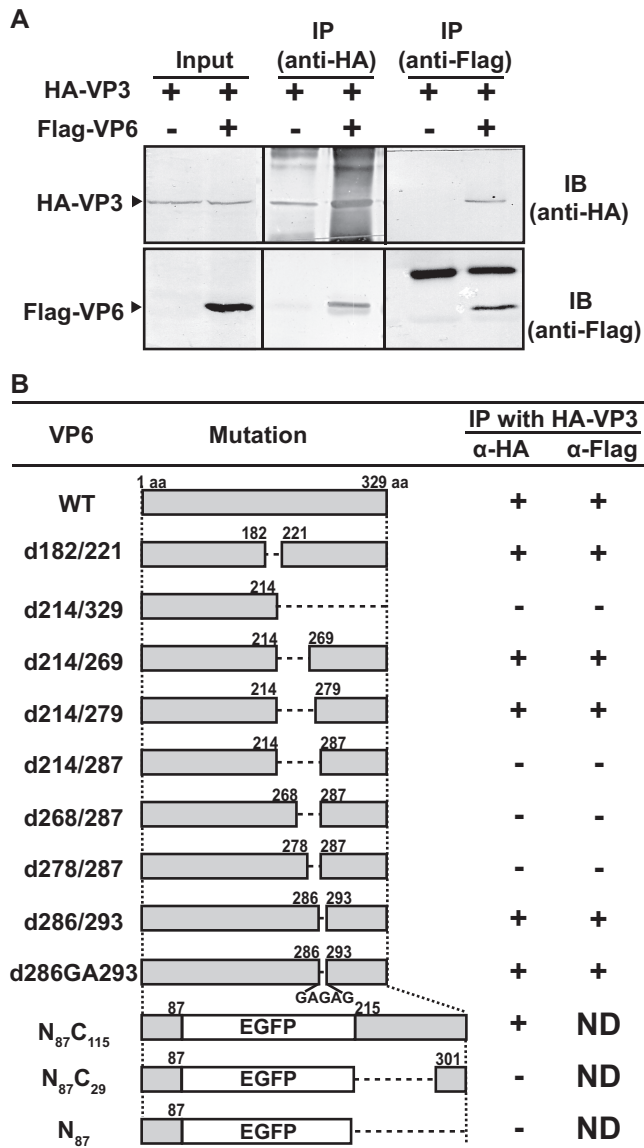 A
Input IP (anti-HA) IP (anti-Flag)
HA-VP3 + + + + + +
Flag-VP6 - + - + - +
HA-VP3 IB (anti-HA)
Flag-VP6 IB (anti-Flag)
B
VP6 Mutation IP with HA-VP3
α-HA α-Flag
1 aa 329 aa
WT + +
182 221
d182/221 + +
214
d214/329 - -
214 269
d214/269 + +
214 279
d214/279 + +
214 287
d214/287 - -
268 287
d268/287 - -
278 287
d278/287 - -
286 293
d286/293 + +
286 293
d286GA293 + +
GAGAG
87 215
N87C115 EGFP + ND
87 301
N87C29 EGFP - ND
87
N87 EGFP - ND